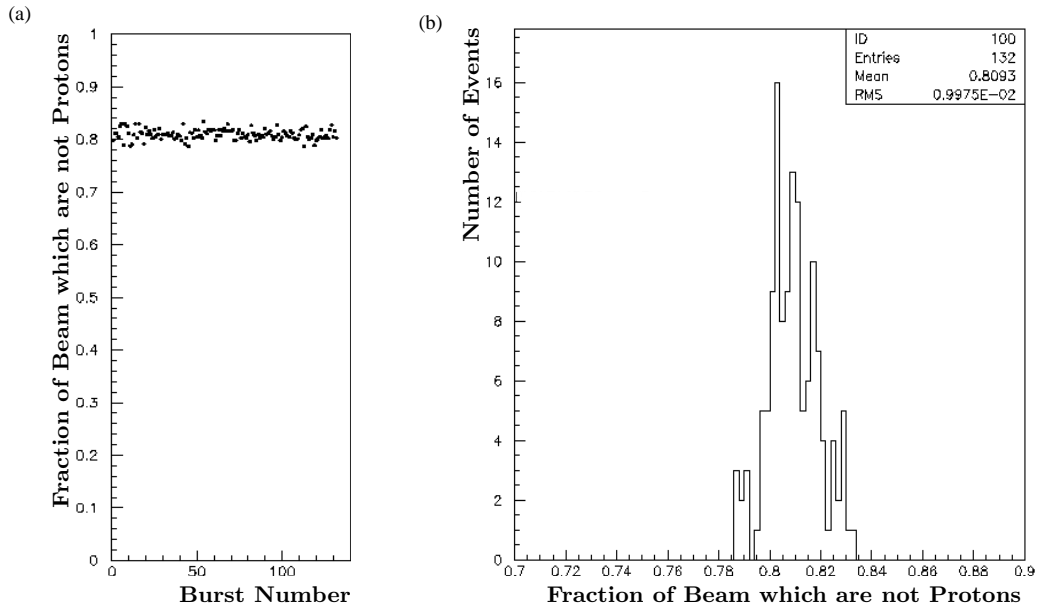 (a)
Fraction of Beam which are not Protons
1
0.9
0.8
0.7
0.6
0.5
0.4
0.3
0.2
0.1
0
0 50 100
Burst Number
(b)
Number of Events
ID 100
Entries 132
Mean 0.8093
RMS 0.9975E-02
16
14
12
10
8
6
4
2
0
0.7 0.72 0.74 0.76 0.78 0.8 0.82 0.84 0.86 0.88 0.9
Fraction of Beam which are not Protons